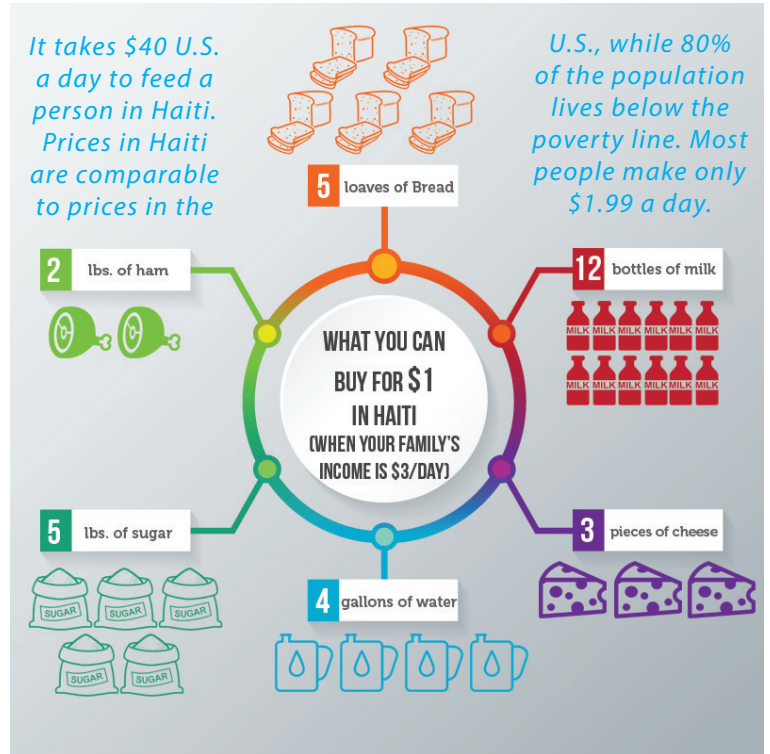 It takes $40 U.S.
a day to feed a
person in Haiti.
Prices in Haiti
are comparable
to prices in the
U.S., while 80%
of the population
lives below the
poverty line. Most
people make only
$1.99 a day.
5 loaves of Bread
2 lbs. of ham
12 bottles of milk
MILK MILK MILK MILK MILK MILK
MILK MILK MILK MILK MILK MILK
WHAT YOU CAN
BUY FOR $1
IN HAITI
(WHEN YOUR FAMILY'S
INCOME IS $3/DAY)
5 lbs. of sugar
SUGAR SUGAR SUGAR
SUGAR SUGAR
4 gallons of water
3 pieces of cheese